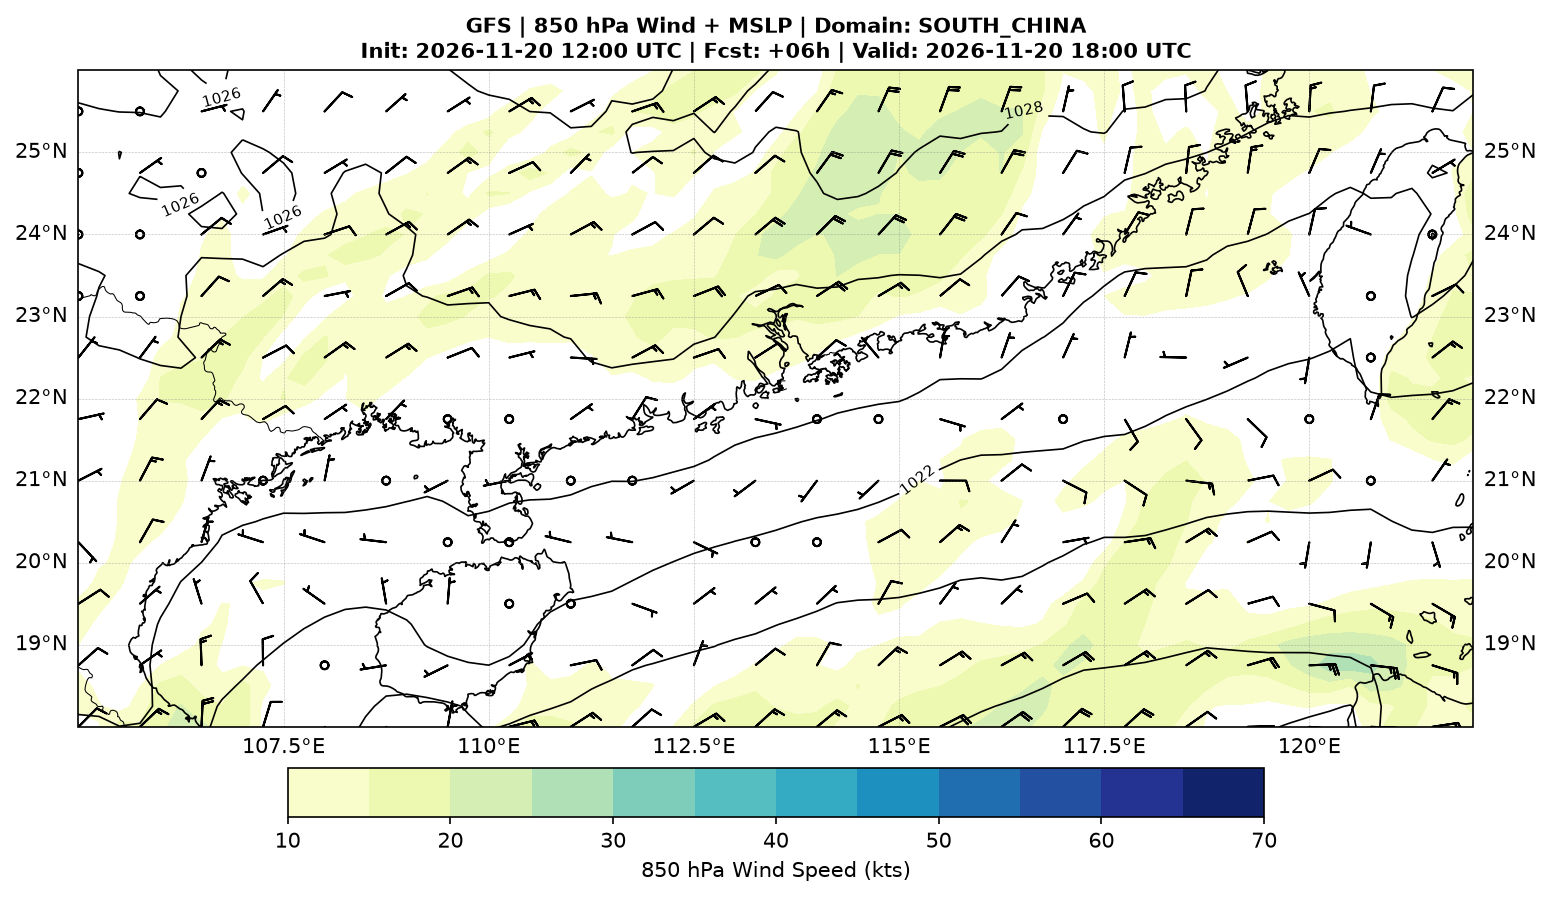 GFS | 850 hPa Wind + MSLP | Domain: SOUTH_CHINA
Init: 2026-11-20 12:00 UTC | Fcst: +06h | Valid: 2026-11-20 18:00 UTC
1026
1028
25°N
25°N
1026
1026
24°N
24°N
23°N
23°N
22°N
22°N
1022
21°N
21°N
20°N
20°N
19°N
19°N
107.5°E
110°E
112.5°E
115°E
117.5°E
120°E
10
20
30
40
50
60
70
850 hPa Wind Speed (kts)